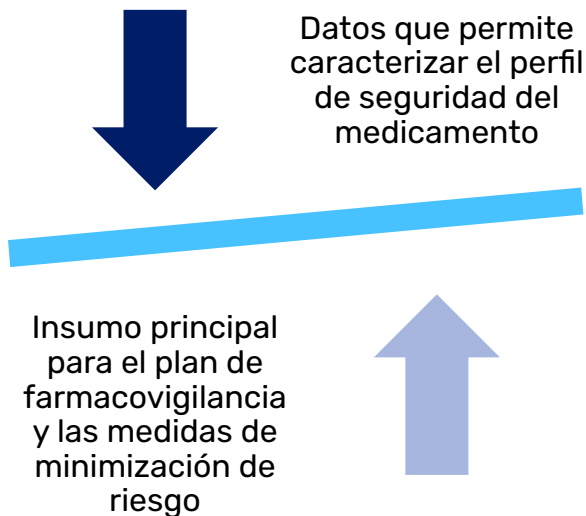 Datos que permite
caracterizar el perfil
de seguridad del
medicamento
Insumo principal
para el plan de
farmacovigilancia
y las medidas de
minimización de
riesgo